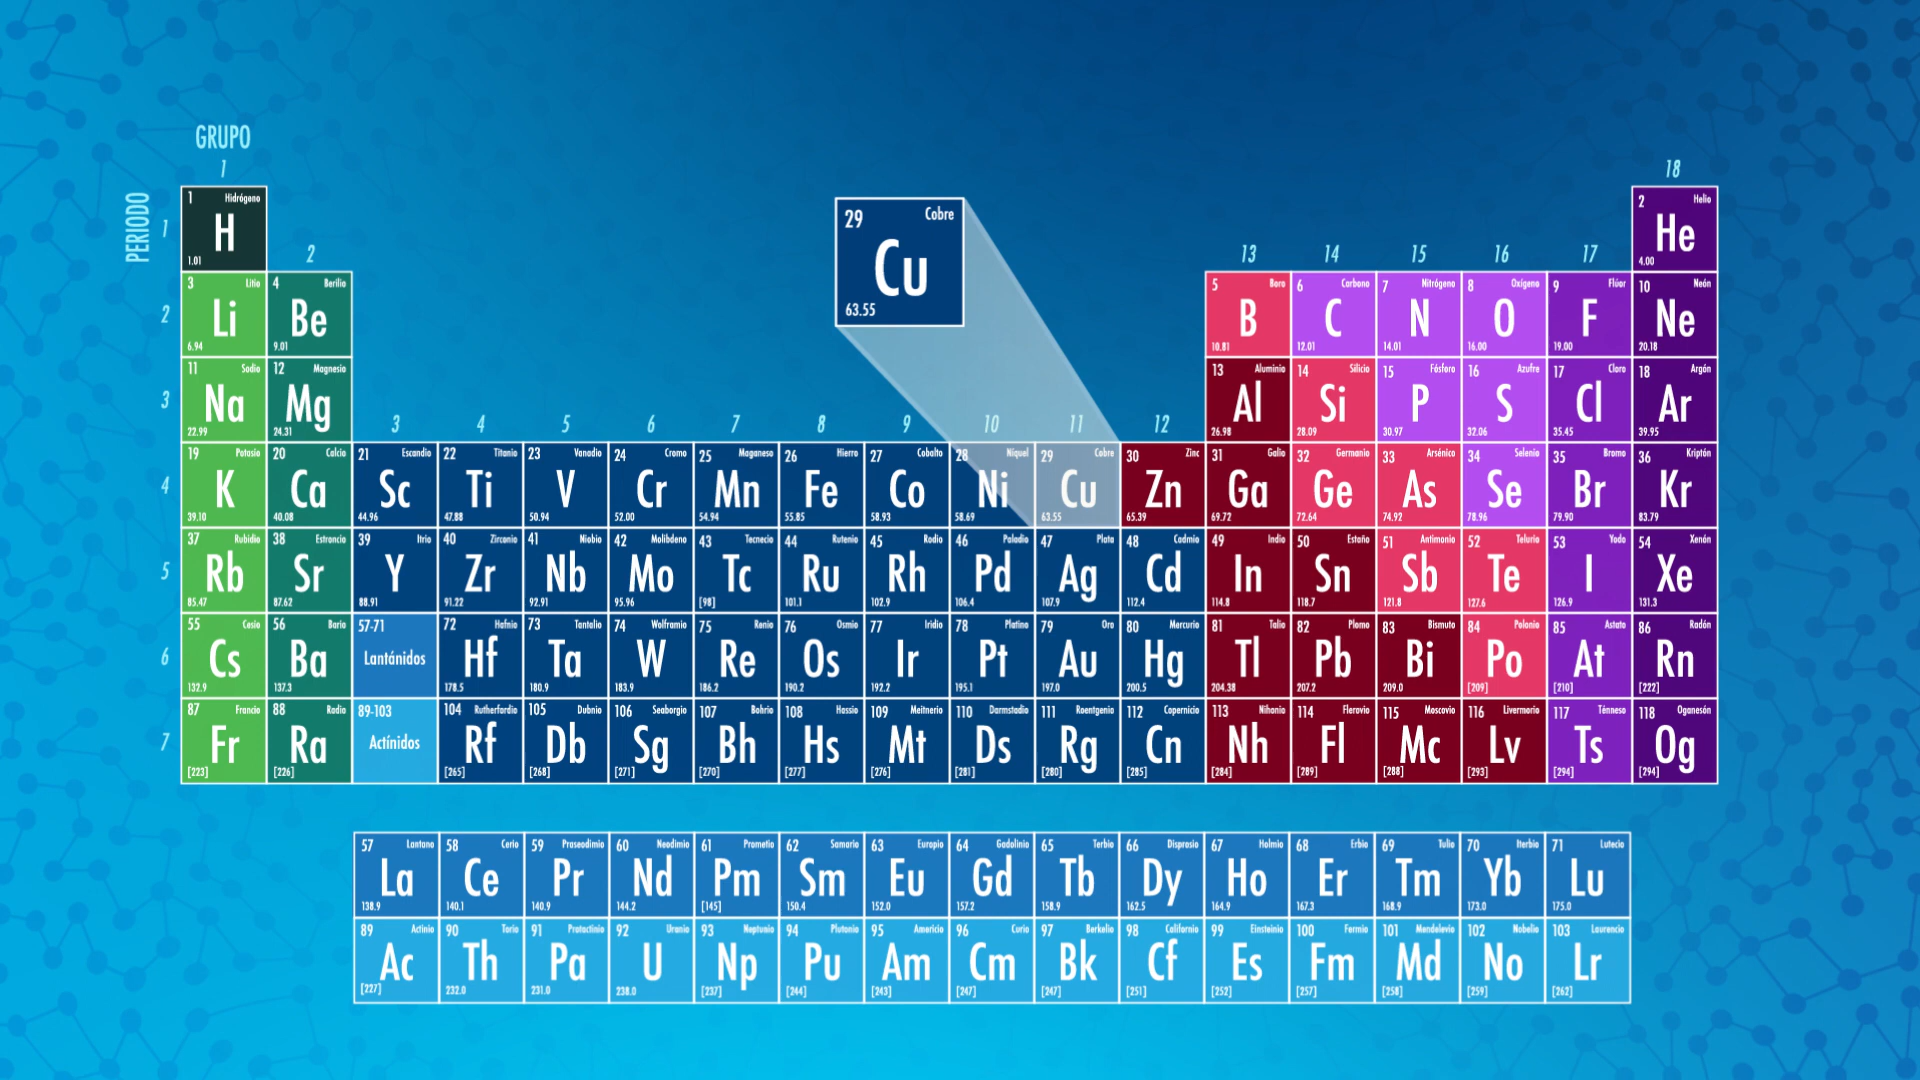 GRUPO
1 18
PERIODO
1 Hidrógeno 2 Helio
1 H He
1.01 4.00
2 13 14 15 16 17
3 Litio 4 Berilio 5 Boro 6 Carbono 7 Nitrógeno 8 Oxígeno 9 Flúor 10 Neón
2 Li Be B C N O F Ne
6.94 9.01 10.81 12.01 14.01 16.00 19.00 20.18
11 Sodio 12 Magnesio 13 Aluminio 14 Silicio 15 Fósforo 16 Azufre 17 Cloro 18 Argón
3 Na Mg Al Si P S Cl Ar
22.99 24.31 26.98 28.09 30.97 32.06 35.45 39.95
29 Cobre
Cu
63.55
3 4 5 6 7 8 9 10 11 12
19 Potasio 20 Calcio 21 Escandio 22 Titanio 23 Vanadio 24 Cromo 25 Maganeso 26 Hierro 27 Cobalto 28 Níquel 29 Cobre 30 Zinc 31 Galio 32 Germanio 33 Arsénico 34 Selenio 35 Bromo 36 Kriptón
4 K Ca Sc Ti V Cr Mn Fe Co Ni Cu Zn Ga Ge As Se Br Kr
39.10 40.08 44.96 47.88 50.94 52.00 54.94 55.85 58.93 58.69 63.55 65.39 69.72 72.64 74.92 78.96 79.90 83.79
37 Rubidio 38 Estroncio 39 Itrio 40 Zirconio 41 Niobio 42 Molibdeno 43 Tecnecio 44 Rutenio 45 Rodio 46 Paladio 47 Plata 48 Cadmio 49 Indio 50 Estaño 51 Antimonio 52 Telurio 53 Yodo 54 Xenón
5 Rb Sr Y Zr Nb Mo Tc Ru Rh Pd Ag Cd In Sn Sb Te I Xe
85.47 87.62 88.91 91.22 92.91 95.96 [98] 101.1 102.9 106.4 107.9 112.4 114.8 118.7 121.8 127.6 126.9 131.3
55 Cesio 56 Bario 57-71 72 Hafnio 73 Tantalio 74 Wolframio 75 Renio 76 Osmio 77 Iridio 78 Platino 79 Oro 80 Mercurio 81 Talio 82 Plomo 83 Bismuto 84 Polonio 85 Astato 86 Radón
6 Cs Ba Lantánidos Hf Ta W Re Os Ir Pt Au Hg Tl Pb Bi Po At Rn
132.9 137.3 178.5 180.9 183.9 186.2 190.2 192.2 195.1 197.0 200.5 204.38 207.2 209.0 [209] [210] [222]
87 Francio 88 Radio 89-103 104 Rutherfardio 105 Dubnio 106 Seaborgio 107 Bohrio 108 Hassio 109 Meitnerio 110 Darmstadio 111 Roentgenio 112 Copernicio 113 Nihonio 114 Flerovio 115 Moscovio 116 Livermorio 117 Ténneso 118 Oganesón
7 Fr Ra Actínidos Rf Db Sg Bh Hs Mt Ds Rg Cn Nh Fl Mc Lv Ts Og
[223] [226] [265] [268] [271] [270] [277] [276] [281] [280] [285] [284] [289] [288] [293] [294] [294]
57 Lantano 58 Cerio 59 Praseodimio 60 Neodimio 61 Prometio 62 Samario 63 Europio 64 Gadolinio 65 Terbio 66 Disprosio 67 Holmio 68 Erbio 69 Tulio 70 Iterbio 71 Lutecio
La Ce Pr Nd Pm Sm Eu Gd Tb Dy Ho Er Tm Yb Lu
138.9 140.1 140.9 144.2 [145] 150.4 152.0 157.2 158.9 162.5 164.9 167.3 168.9 173.0 175.0
89 Actinio 90 Torio 91 Protactinio 92 Uranio 93 Neptunio 94 Plutonio 95 Americio 96 Curio 97 Berkelio 98 Californio 99 Einsteinio 100 Fermio 101 Mendelevio 102 Nobelio 103 Laurencio
Ac Th Pa U Np Pu Am Cm Bk Cf Es Fm Md No Lr
[227] 232.0 231.0 238.0 [237] [244] [243] [247] [247] [251] [252] [257] [258] [259] [262]